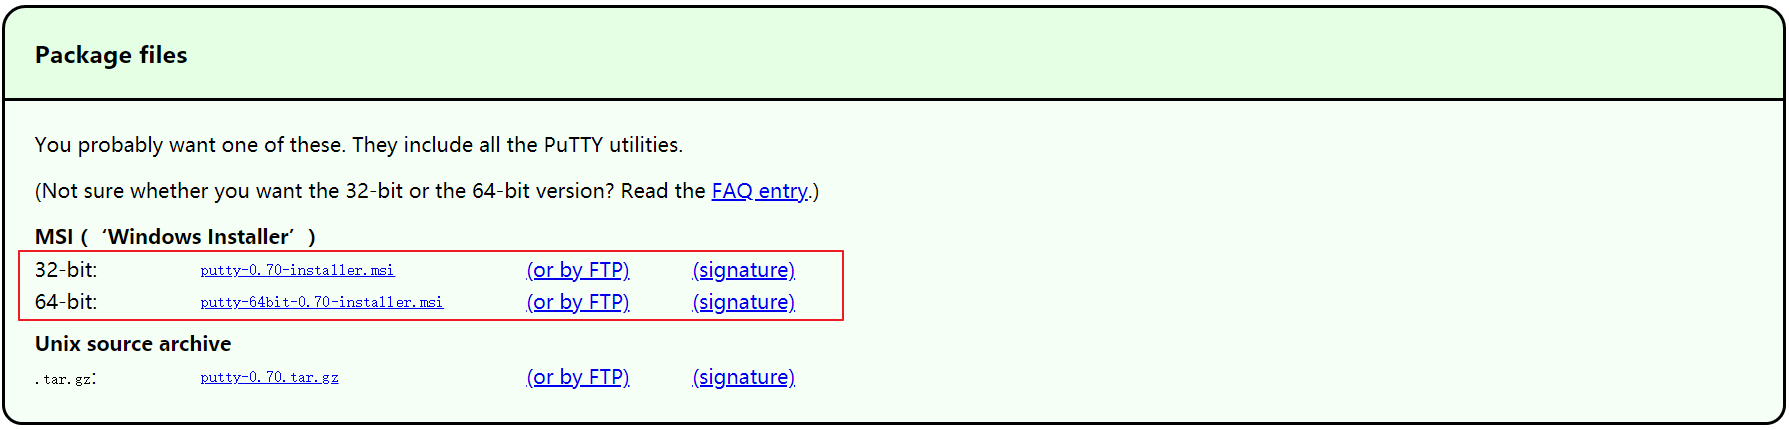 Package files
You probably want one of these. They include all the PuTTY utilities.
(Not sure whether you want the 32-bit or the 64-bit version? Read the FAQ entry.)
MSI (‘Windows Installer’)
32-bit: putty-0.70-installer.msi (or by FTP) (signature)
64-bit: putty-64bit-0.70-installer.msi (or by FTP) (signature)
Unix source archive
.tar.gz: putty-0.70.tar.gz (or by FTP) (signature)